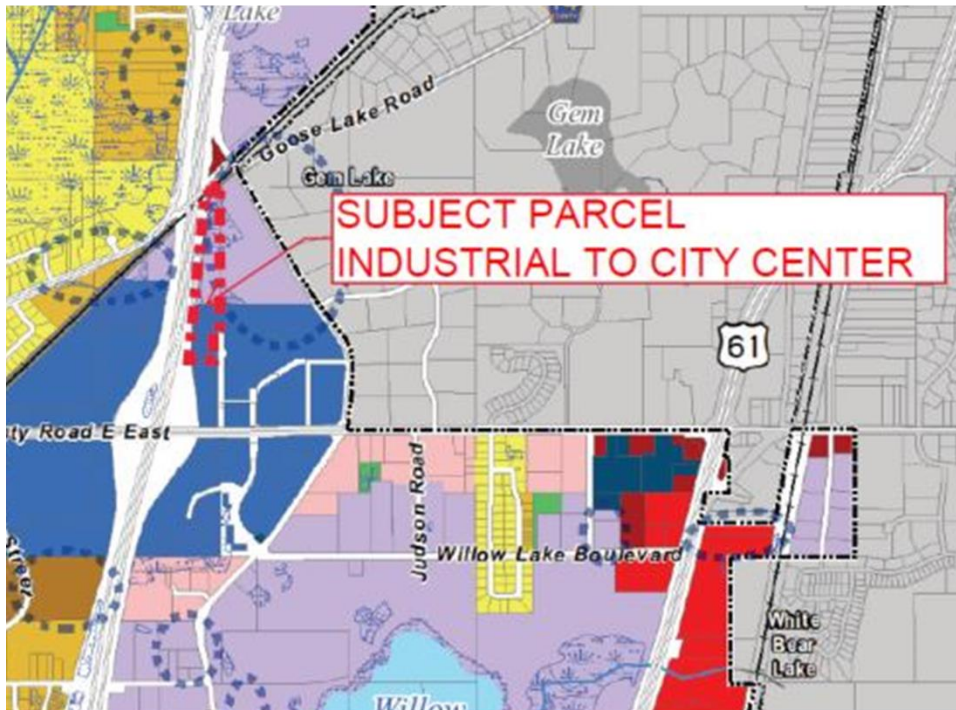 Lake
Goose Lake Road
Gem
Lake
Gem Lake
SUBJECT PARCEL
INDUSTRIAL TO CITY CENTER
61
ty Road E East
Judson Road
Willow Lake Boulevard
Street
White
Bear
Lake
Willow